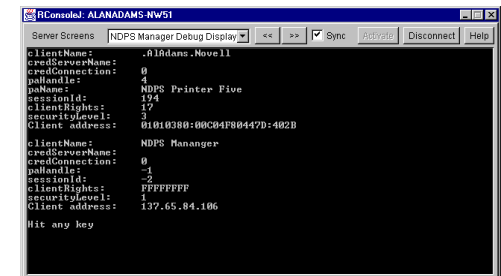 RConsoleJ: ALANADAMS-NW51
Server Screens NDPS Manager Debug Display << >> Sync Activate Disconnect Help
clientName: .AlAdams.Novell
credServerName:
credConnection: 0
paHandle: 4
paName: NDPS Printer Five
sessionId: 194
clientRights: 17
securityLevel: 3
Client address: 01010380:00C04F80447D:402B
clientName: NDPS Mananger
credServerName:
credConnection: 0
paHandle: -1
sessionId: -2
clientRights: FFFFFFFF
securityLevel: 1
Client address: 137.65.84.106
Hit any key